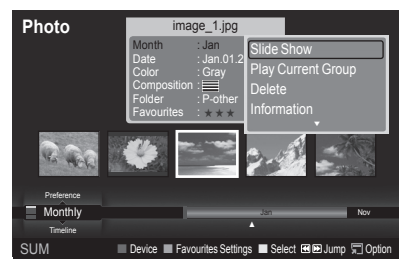 Photo
image_1.jpg
Month : Jan
Date : Jan.01.2
Color : Gray
Composition :
Folder : P-other
Favourites : ★ ★ ★
Slide Show
Play Current Group
Delete
Information
Preference
Monthly
Timeline
Jan
Nov
SUM
Device
Favourites Settings
Select
Jump
Option